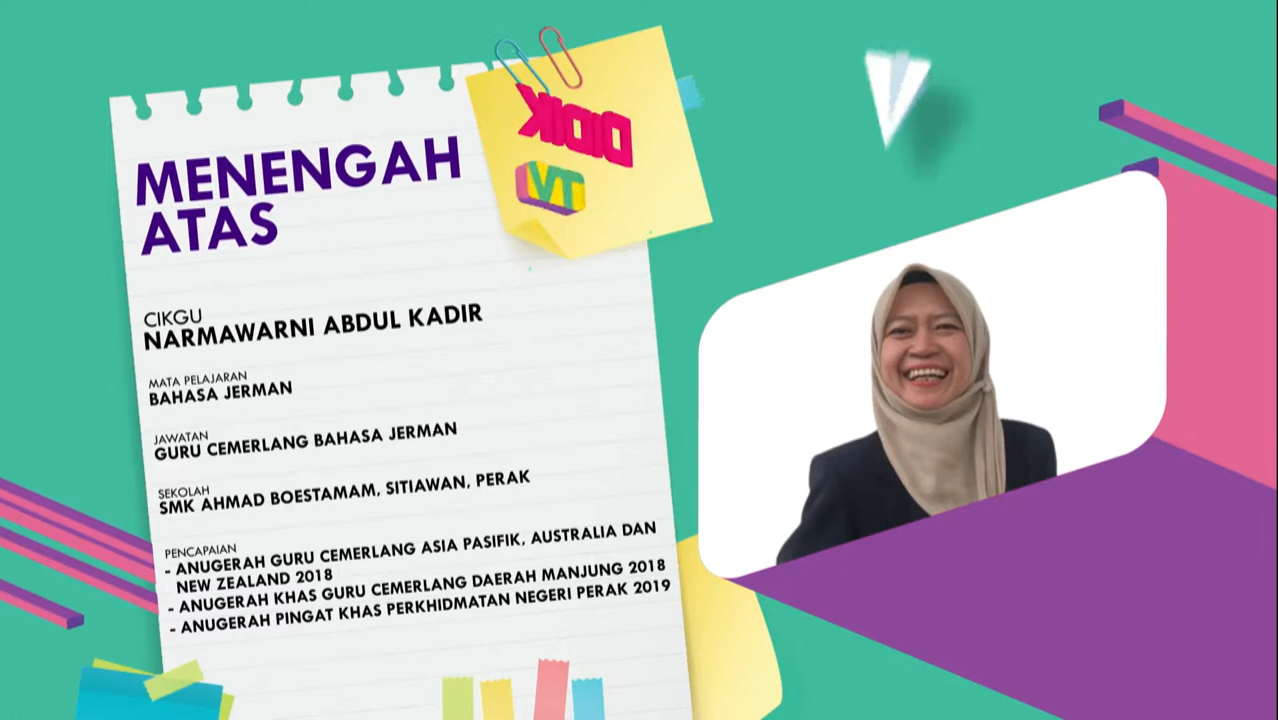 MENENGAH
ATAS
DIDIK
TV
CIKGU
NARMAWARNI ABDUL KADIR
MATA PELAJARAN
BAHASA JERMAN
JAWATAN
GURU CEMERLANG BAHASA JERMAN
SEKOLAH
SMK AHMAD BOESTAMAM, SITIAWAN, PERAK
PENCAPAIAN
- ANUGERAH GURU CEMERLANG ASIA PASIFIK, AUSTRALIA DAN
NEW ZEALAND 2018
- ANUGERAH KHAS GURU CEMERLANG DAERAH MANJUNG 2018
- ANUGERAH PINGAT KHAS PERKHIDMATAN NEGERI PERAK 2019